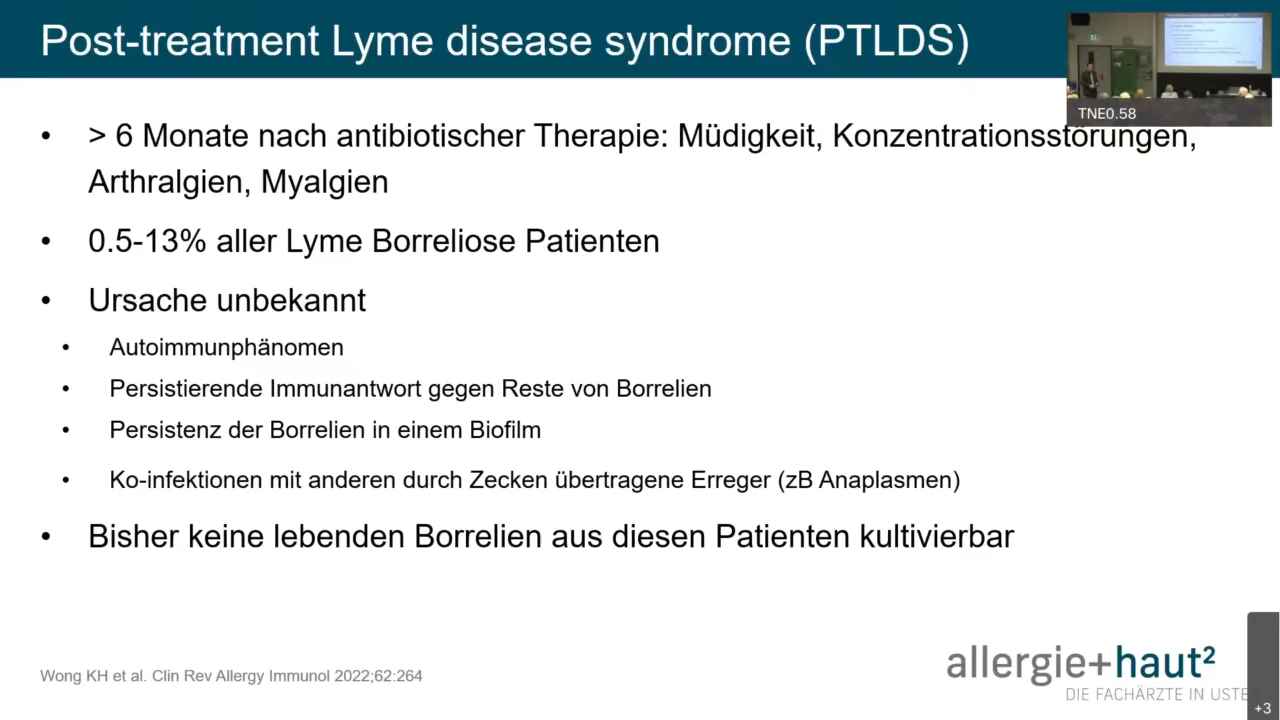 Post-treatment Lyme disease syndrome (PTLDS)
TNE0.58
• > 6 Monate nach antibiotischer Therapie: Müdigkeit, Konzentrationsstörungen,
Arthralgien, Myalgien
• 0.5-13% aller Lyme Borreliose Patienten
• Ursache unbekannt
• Autoimmunphänomen
• Persistierende Immunantwort gegen Reste von Borrelien
• Persistenz der Borrelien in einem Biofilm
• Ko-infektionen mit anderen durch Zecken übertragene Erreger (zB Anaplasmen)
• Bisher keine lebenden Borrelien aus diesen Patienten kultivierbar
Wong KH et al. Clin Rev Allergy Immunol 2022;62:264
allergie+haut²
DIE FACHÄRZTE IN USTE
+3